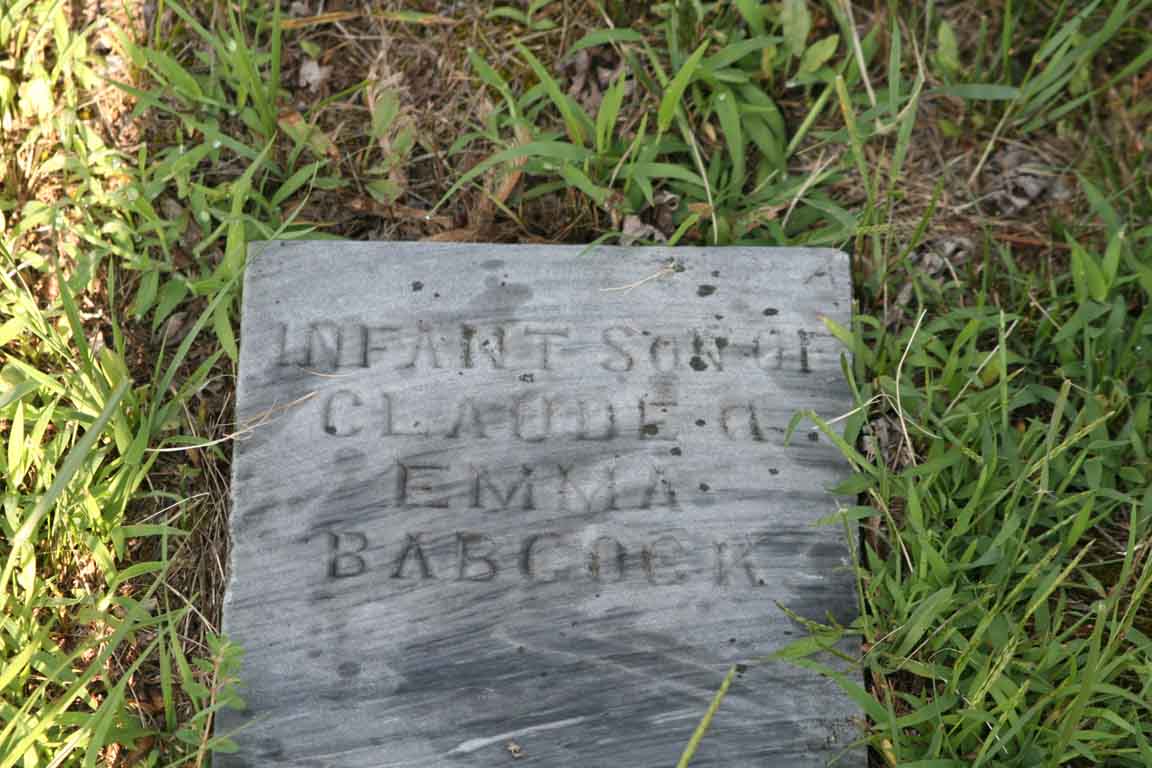 INFANT SON OF
CLAUDE &
EMMA
BABCOCK